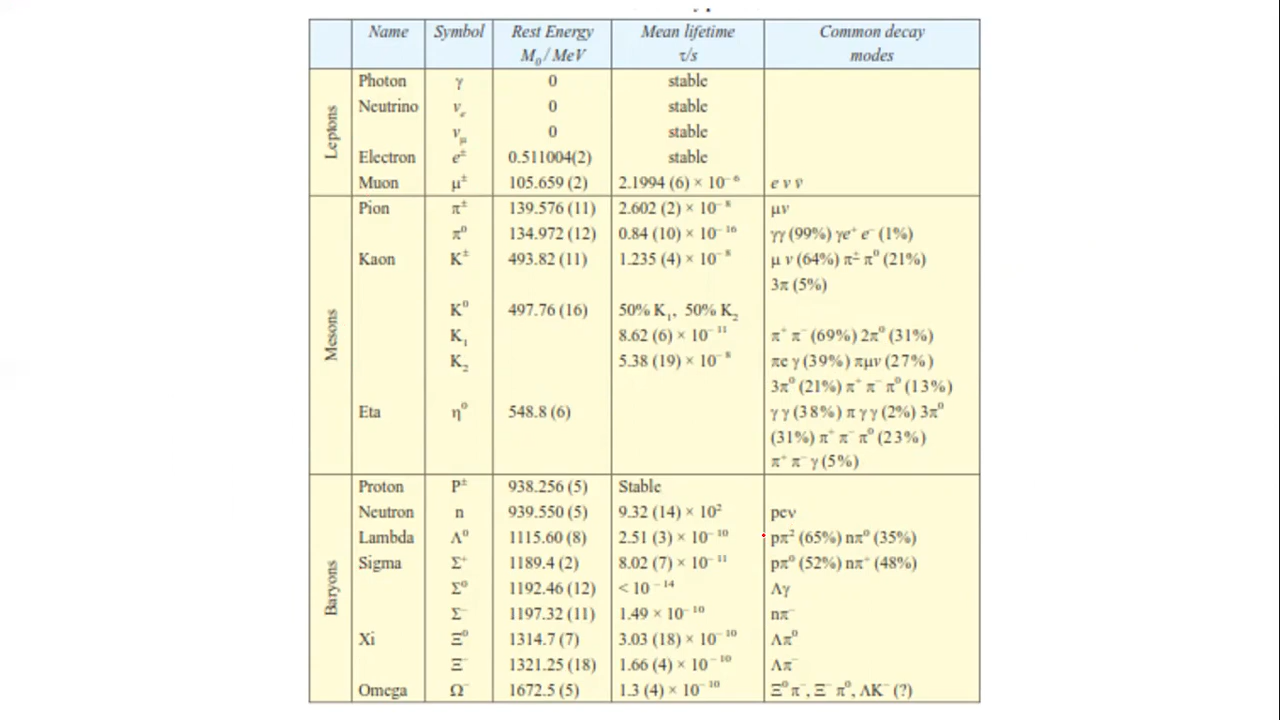 Name Symbol Rest Energy Mean lifetime Common decay
M₀ / MeV τ/s modes
Leptons
Photon γ 0 stable
Neutrino νₑ 0 stable
ν_μ 0 stable
Electron e± 0.511004(2) stable
Muon μ± 105.659 (2) 2.1994 (6) × 10⁻⁶ e ν ν̄
Mesons
Pion π± 139.576 (11) 2.602 (2) × 10⁻⁸ μν
π⁰ 134.972 (12) 0.84 (10) × 10⁻¹⁶ γγ (99%) γe⁺ e⁻ (1%)
Kaon K± 493.82 (11) 1.235 (4) × 10⁻⁸ μ ν (64%) π± π⁰ (21%)
3π (5%)
K⁰ 497.76 (16) 50% K₁, 50% K₂
K₁ 8.62 (6) × 10⁻¹¹ π⁺ π⁻ (69%) 2π⁰ (31%)
K₂ 5.38 (19) × 10⁻⁸ πe γ (39%) πμν (27%)
3π⁰ (21%) π⁺ π⁻ π⁰ (13%)
Eta η⁰ 548.8 (6) γ γ (38%) π γ γ (2%) 3π⁰
(31%) π⁺ π⁻ π⁰ (23%)
π⁺ π⁻ γ (5%)
Baryons
Proton P± 938.256 (5) Stable
Neutron n 939.550 (5) 9.32 (14) × 10² peν
Lambda Λ⁰ 1115.60 (8) 2.51 (3) × 10⁻¹⁰ pπ² (65%) nπ⁰ (35%)
Sigma Σ⁺ 1189.4 (2) 8.02 (7) × 10⁻¹¹ pπ⁰ (52%) nπ⁺ (48%)
Σ⁰ 1192.46 (12) < 10⁻¹⁴ Λγ
Σ⁻ 1197.32 (11) 1.49 × 10⁻¹⁰ nπ⁻
Xi Ξ⁰ 1314.7 (7) 3.03 (18) × 10⁻¹⁰ Λπ⁰
Ξ⁻ 1321.25 (18) 1.66 (4) × 10⁻¹⁰ Λπ⁻
Omega Ω⁻ 1672.5 (5) 1.3 (4) × 10⁻¹⁰ Ξ⁰ π⁻, Ξ⁻ π⁰, ΛK⁻ (?)